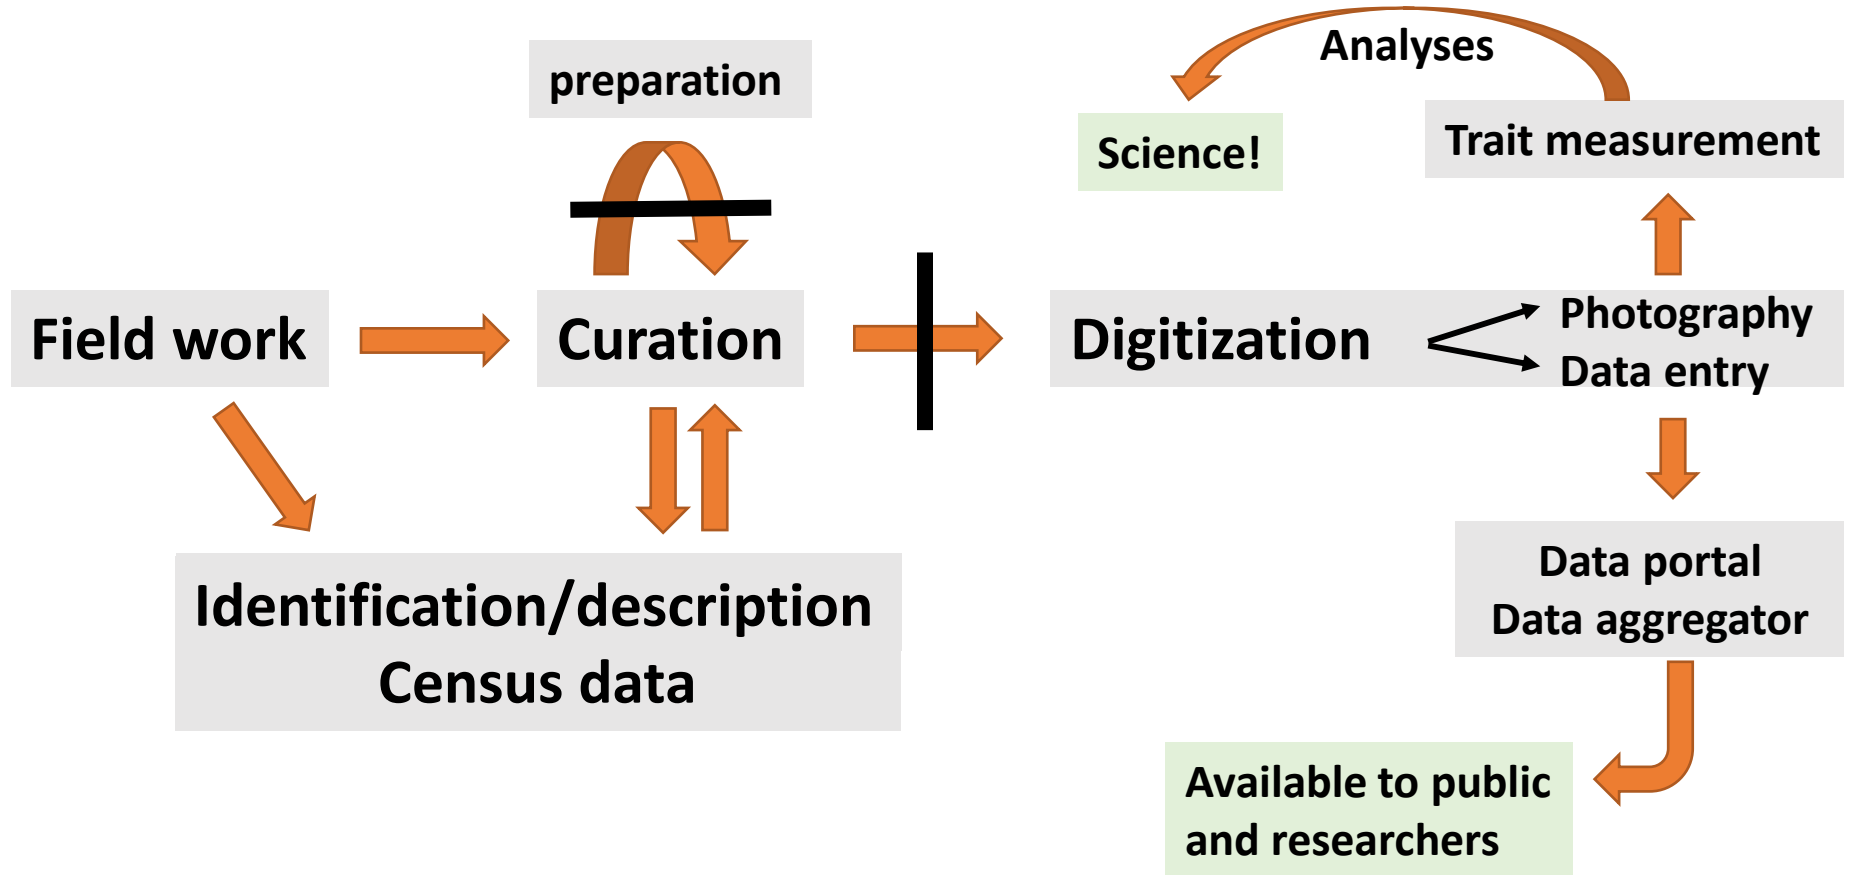 preparation
Analyses
Science!
Trait measurement
Field work
Curation
Digitization
Photography
Data entry
Identification/description
Census data
Data portal
Data aggregator
Available to public
and researchers